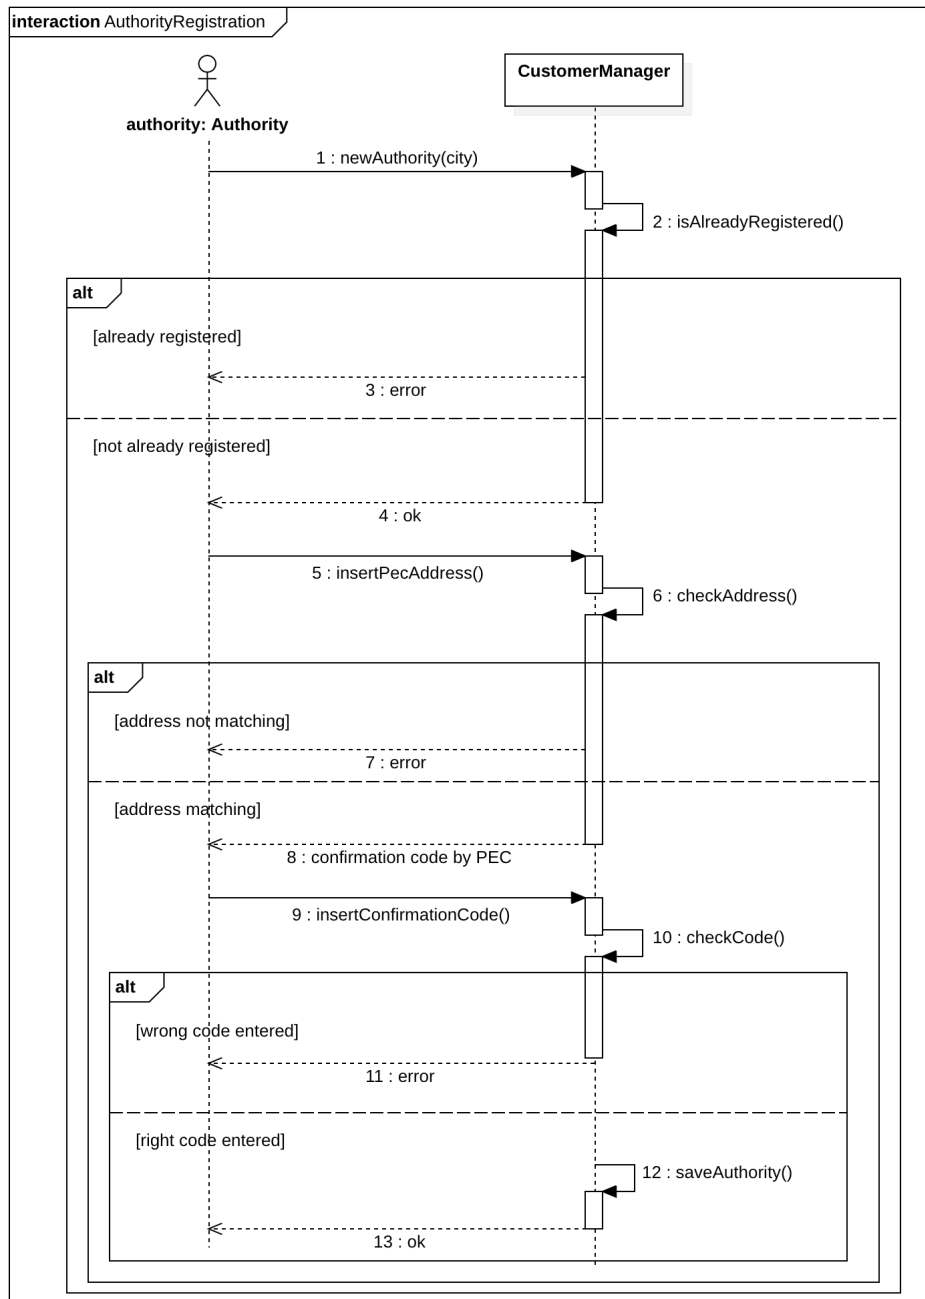 interaction AuthorityRegistration
CustomerManager
authority: Authority
1 : newAuthority(city)
2 : isAlreadyRegistered()
alt
[already registered]
3 : error
[not already registered]
4 : ok
5 : insertPecAddress()
6 : checkAddress()
alt
[address not matching]
7 : error
[address matching]
8 : confirmation code by PEC
9 : insertConfirmationCode()
10 : checkCode()
alt
[wrong code entered]
11 : error
[right code entered]
12 : saveAuthority()
13 : ok